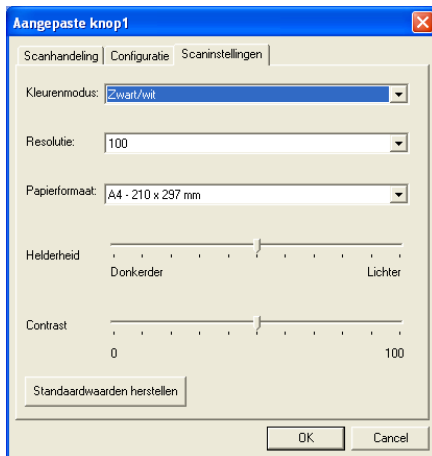 Aangepaste knop1
Scanhandeling Configuratie Scaninstellingen
Kleurenmodus: Zwart/wit
Resolutie: 100
Papierformaat: A4 - 210 x 297 mm
Helderheid
Donkerder Lichter
Contrast
0 100
Standaardwaarden herstellen
OK Cancel